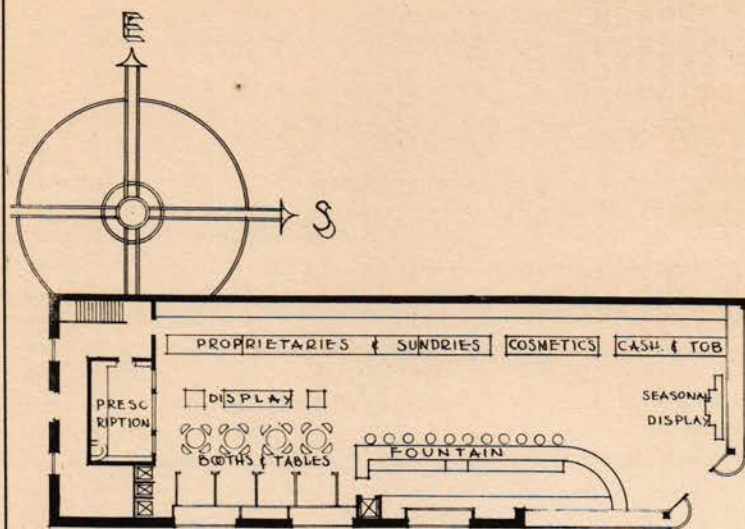 E
S
PROPRIETARIES & SUNDRIES
COSMETICS
CASH. & TOB
PRESC
RIPTION
DISPLAY
SEASONAL
DISPLAY
BOOTHS & TABLES
FOUNTAIN